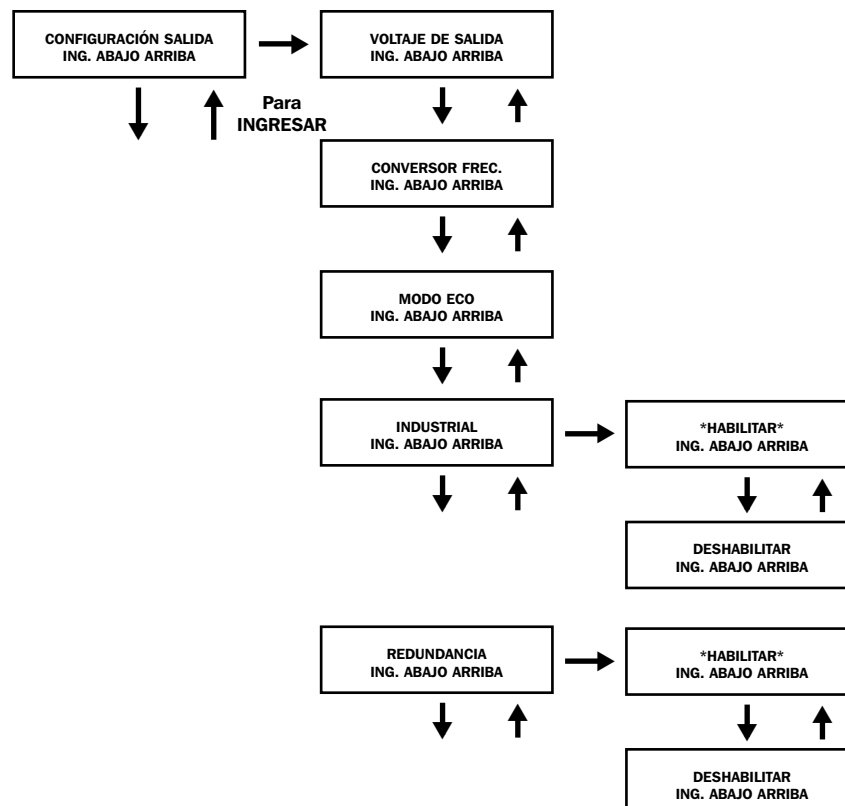 CONFIGURACIÓN SALIDA
ING. ABAJO ARRIBA
VOLTAJE DE SALIDA
ING. ABAJO ARRIBA
Para
INGRESAR
CONVERSOR FREC.
ING. ABAJO ARRIBA
MODO ECO
ING. ABAJO ARRIBA
INDUSTRIAL
ING. ABAJO ARRIBA
*HABILITAR*
ING. ABAJO ARRIBA
DESHABILITAR
ING. ABAJO ARRIBA
REDUNDANCIA
ING. ABAJO ARRIBA
*HABILITAR*
ING. ABAJO ARRIBA
DESHABILITAR
ING. ABAJO ARRIBA